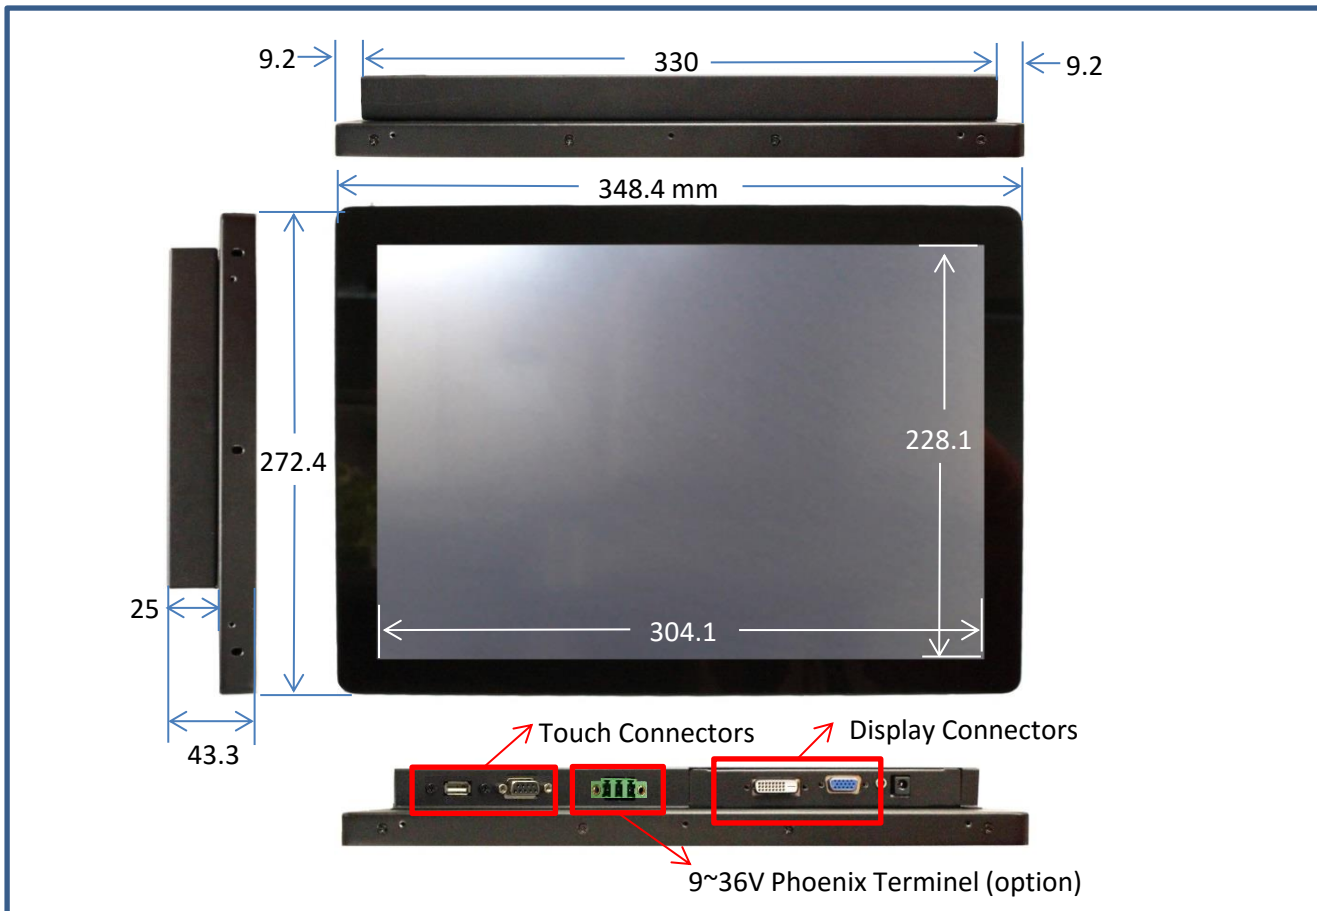 9.2
330
9.2
348.4 mm
272.4
228.1
304.1
25
43.3
Touch Connectors
Display Connectors
9~36V Phoenix Terminel (option)